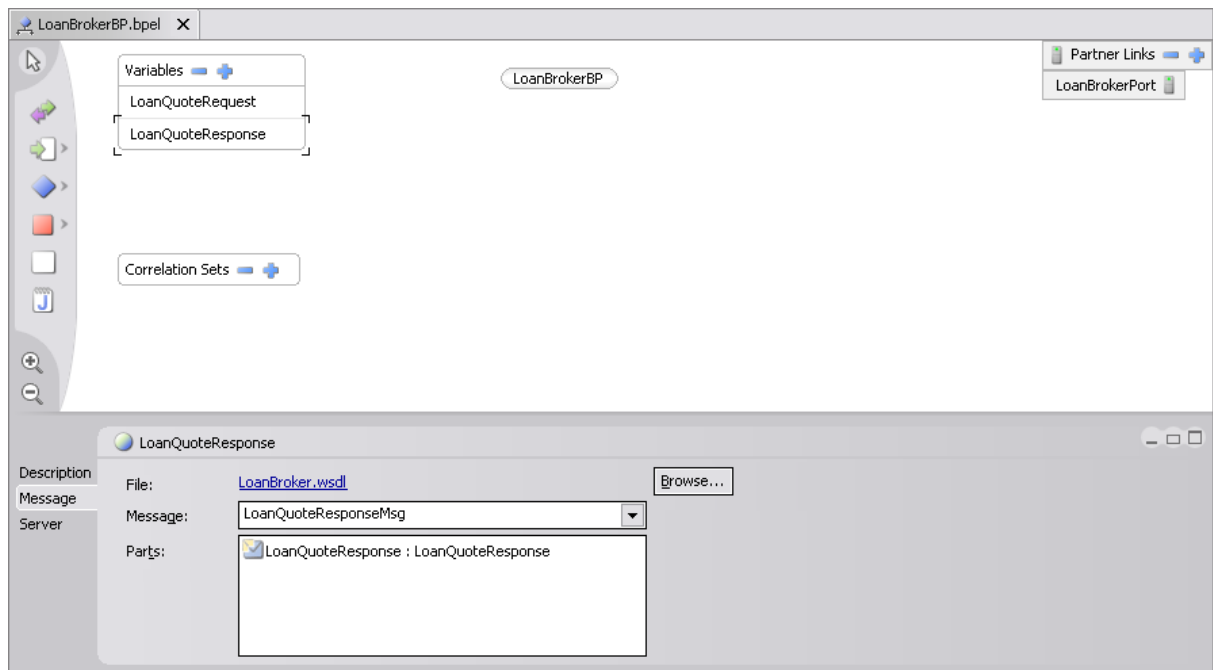 LoanBrokerBP.bpel
Variables
LoanQuoteRequest
LoanQuoteResponse
LoanBrokerBP
Partner Links
LoanBrokerPort
Correlation Sets
J
LoanQuoteResponse
Description
Message
Server
File: LoanBroker.wsdl Browse...
Message: LoanQuoteResponseMsg
Parts: LoanQuoteResponse : LoanQuoteResponse